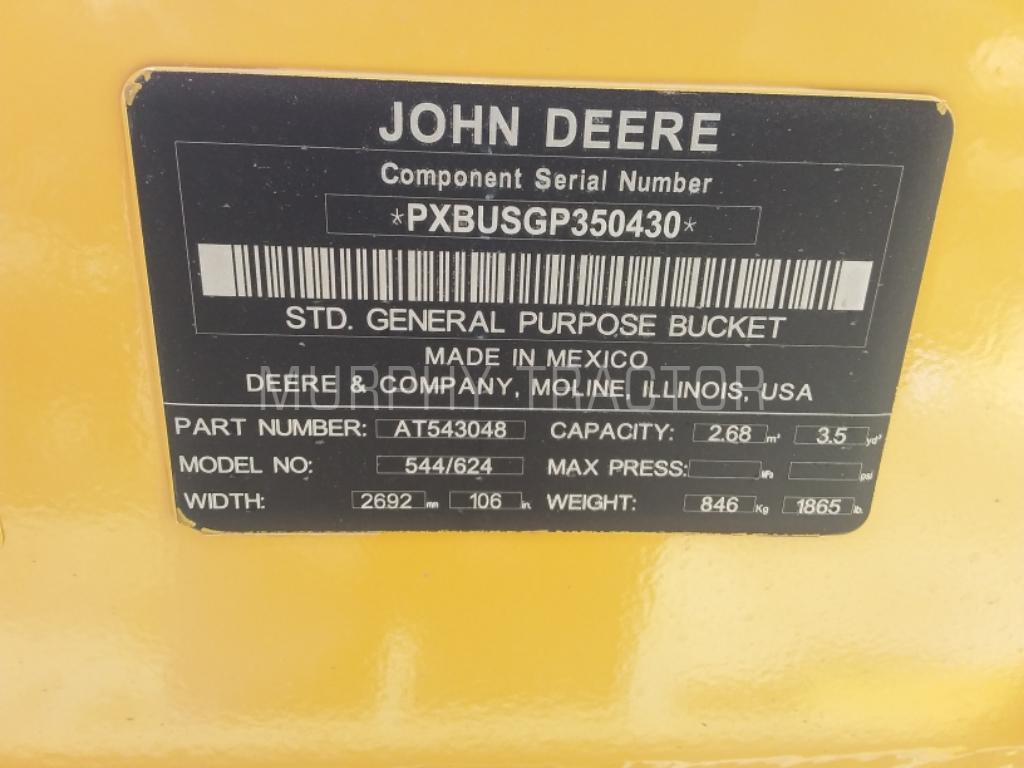 JOHN DEERE
Component Serial Number
*PXBUSGP350430*
STD. GENERAL PURPOSE BUCKET
MADE IN MEXICO
MURPHY TRACTOR
DEERE & COMPANY, MOLINE, ILLINOIS, USA
PART NUMBER: AT543048 CAPACITY: 2.68 m³ 3.5 yd³
MODEL NO: 544/624 MAX PRESS: MPa psi
WIDTH: 2692 mm 106 in. WEIGHT: 846 Kg 1865 lb.